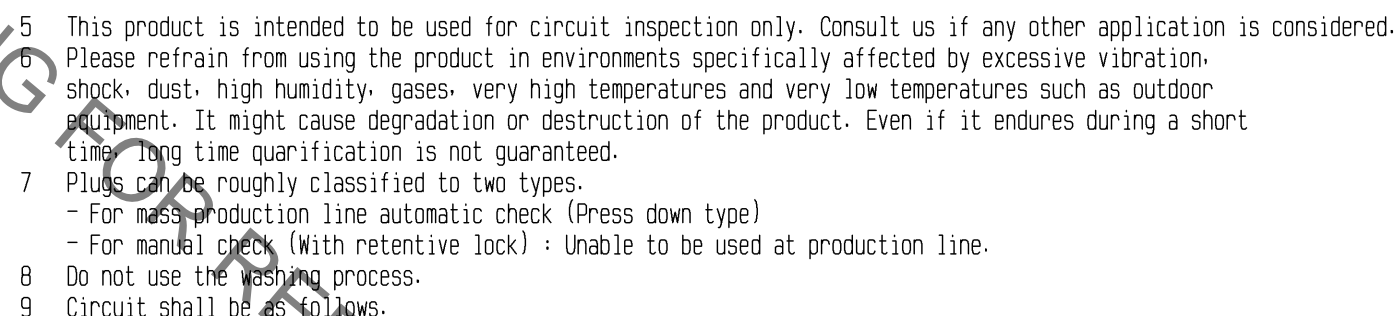 5 This product is intended to be used for circuit inspection only. Consult us if any other application is considered.
6 Please refrain from using the product in environments specifically affected by excessive vibration,
shock, dust, high humidity, gases, very high temperatures and very low temperatures such as outdoor
equipment. It might cause degradation or destruction of the product. Even if it endures during a short
time, long time quarification is not guaranteed.
7 Plugs can be roughly classified to two types.
- For mass production line automatic check (Press down type)
- For manual check (With retentive lock) : Unable to be used at production line.
8 Do not use the washing process.
9 Circuit shall be as follows.
G FOR RE